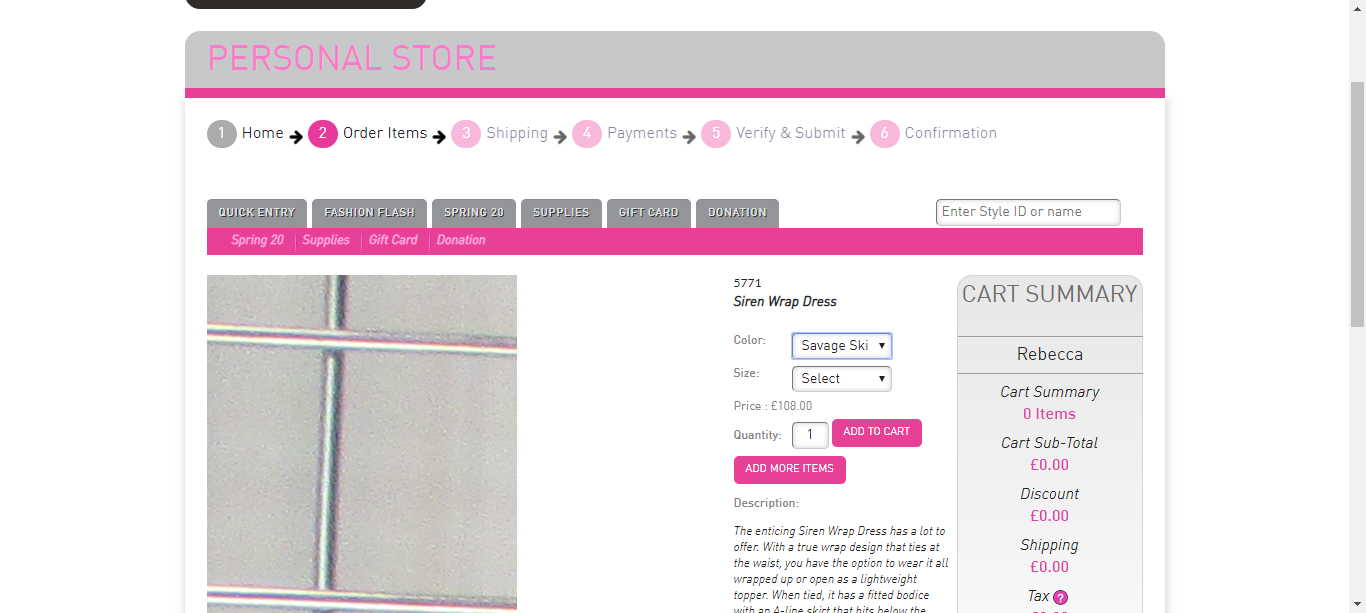 PERSONAL STORE
1 Home 2 Order Items 3 Shipping 4 Payments 5 Verify & Submit 6 Confirmation
QUICK ENTRY FASHION FLASH SPRING 20 SUPPLIES GIFT CARD DONATION
Enter Style ID or name
Spring 20 Supplies Gift Card Donation
5771
Siren Wrap Dress
Color: Savage Ski
Size: Select
Price : £108.00
Quantity: 1 ADD TO CART
ADD MORE ITEMS
Description:
The enticing Siren Wrap Dress has a lot to
offer. With a true wrap design that ties at
the waist, you have the option to wear it all
wrapped up or open as a lightweight
topper. When tied, it has a fitted bodice
with an A-line skirt that hits below the
CART SUMMARY
Rebecca
Cart Summary
0 Items
Cart Sub-Total
£0.00
Discount
£0.00
Shipping
£0.00
Tax ?